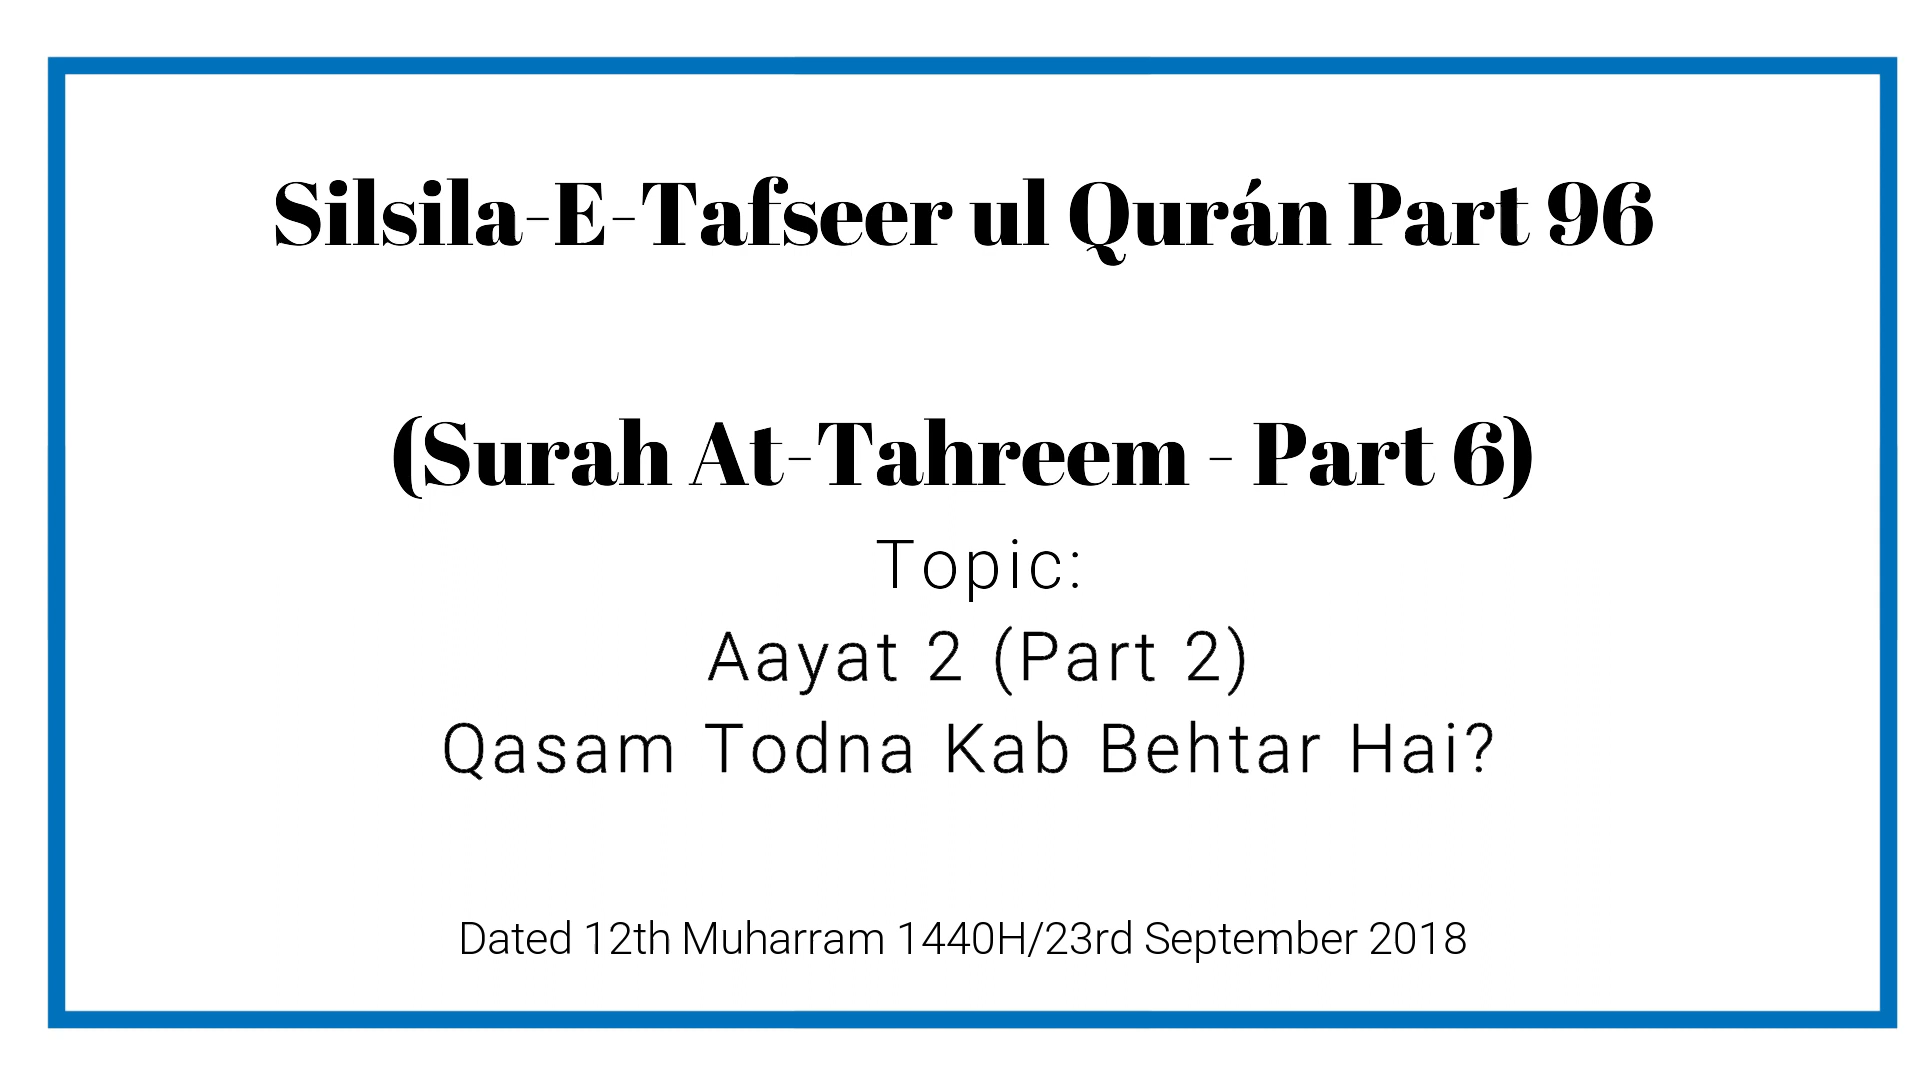 Silsila-E-Tafseer ul Qurán Part 96
(Surah At-Tahreem - Part 6)
Topic:
Aayat 2 (Part 2)
Qasam Todna Kab Behtar Hai?
Dated 12th Muharram 1440H/23rd September 2018